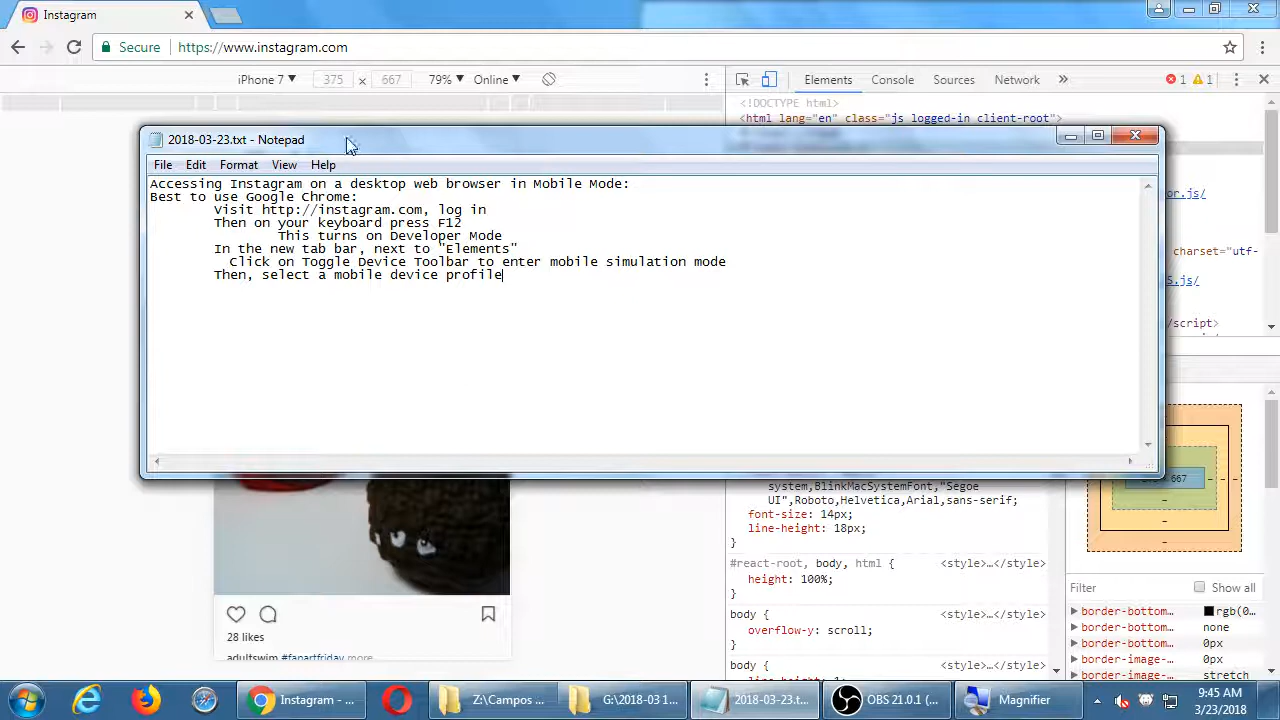 Instagram
Secure https://www.instagram.com
iPhone 7 ▼ 375 × 667 79% ▼ Online ▼
Elements Console Sources Network » 1 1
<!DOCTYPE html>
<html lang="en" class="js logged-in client-root">
2018-03-23.txt - Notepad
File Edit Format View Help
Accessing Instagram on a desktop web browser in Mobile Mode:
Best to use Google Chrome:
Visit http://instagram.com, log in
Then on your keyboard press F12
This turns on Developer Mode
In the new tab bar, next to "Elements"
Click on Toggle Device Toolbar to enter mobile simulation mode
Then, select a mobile device profile
or.js/
charset="utf-
S.js/
/script>
667
system,BlinkMacSystemFont,"Segoe
UI",Roboto,Helvetica,Arial,sans-serif;
font-size: 14px;
line-height: 18px;
}
#react-root, body, html { <style>…</style>
height: 100%;
}
body { <style>…</style>
overflow-y: scroll;
}
body { <style>…</style>
Filter Show all
border-bottom… rgb(0…
border-bottom… none
border-bottom… 0px
border-image-… 0px
border-image-… stretch
28 likes
adultswim #fanartfriday more
Instagram - ...
Z:\Campos ...
G:\2018-03 1...
2018-03-23.t...
OBS 21.0.1 (...
Magnifier
9:45 AM
3/23/2018